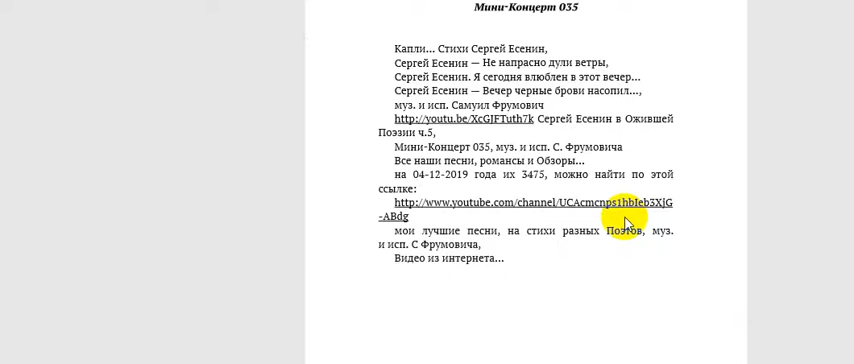 Мини-Концерт 035
Капли... Стихи Сергей Есенин,
Сергей Есенин — Не напрасно дули ветры,
Сергей Есенин. Я сегодня влюблен в этот вечер...
Сергей Есенин — Вечер черные брови насопил...,
муз. и исп. Самуил Фрумович
http://youtu.be/XcGJFTuth7k Сергей Есенин в Ожившей
Поэзии ч.5,
Мини-Концерт 035, муз. и исп. С. Фрумовича
Все наши песни, романсы и Обзоры...
на 04-12-2019 года их 3475, можно найти по этой
ссылке:
http://www.youtube.com/channel/UCAcmcnps1hbIeb3XjG
-ABdg
мои лучшие песни, на стихи разных Поэтов, муз.
и исп. С Фрумовича,
Видео из интернета...